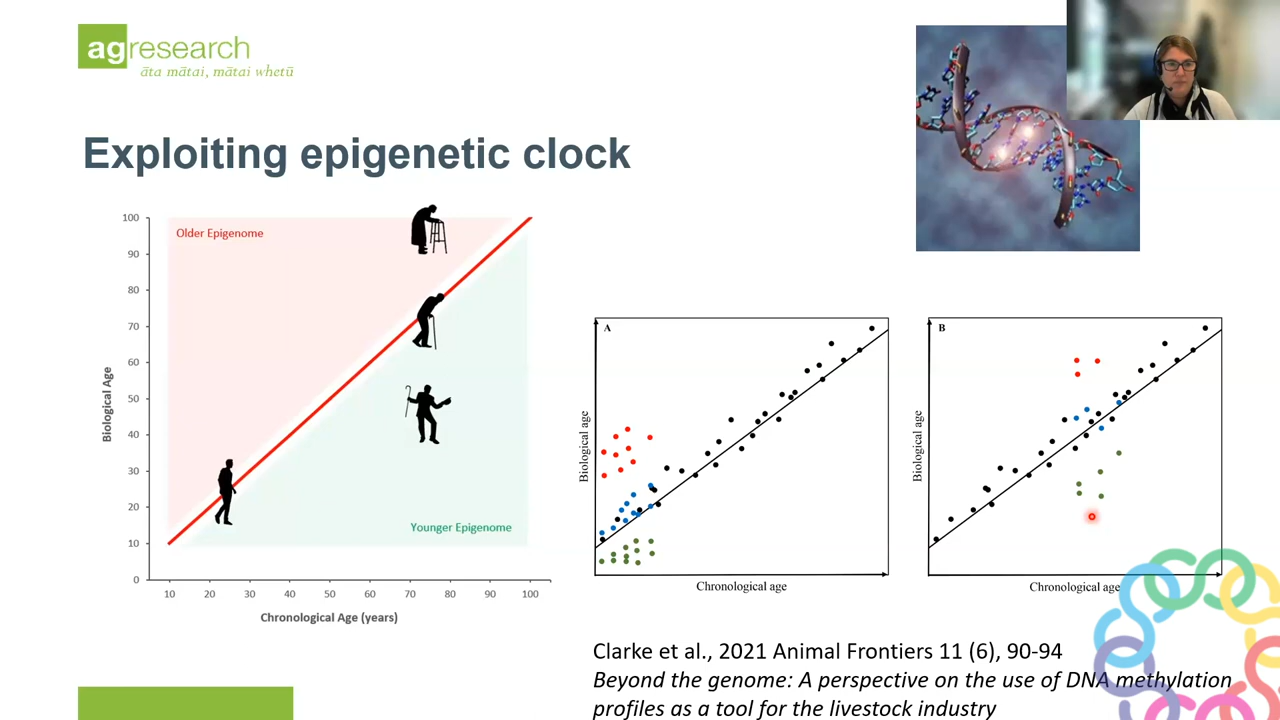 agresearch
āta mātai, mātai whetū
Exploiting epigenetic clock
100
90
80
70
60
50
40
30
20
10
0
Biological Age
Older Epigenome
Younger Epigenome
10 20 30 40 50 60 70 80 90 100
Chronological Age (years)
A
Biological age
Chronological age
B
Biological age
Chronological age
Clarke et al., 2021 Animal Frontiers 11 (6), 90-94
Beyond the genome: A perspective on the use of DNA methylation
profiles as a tool for the livestock industry